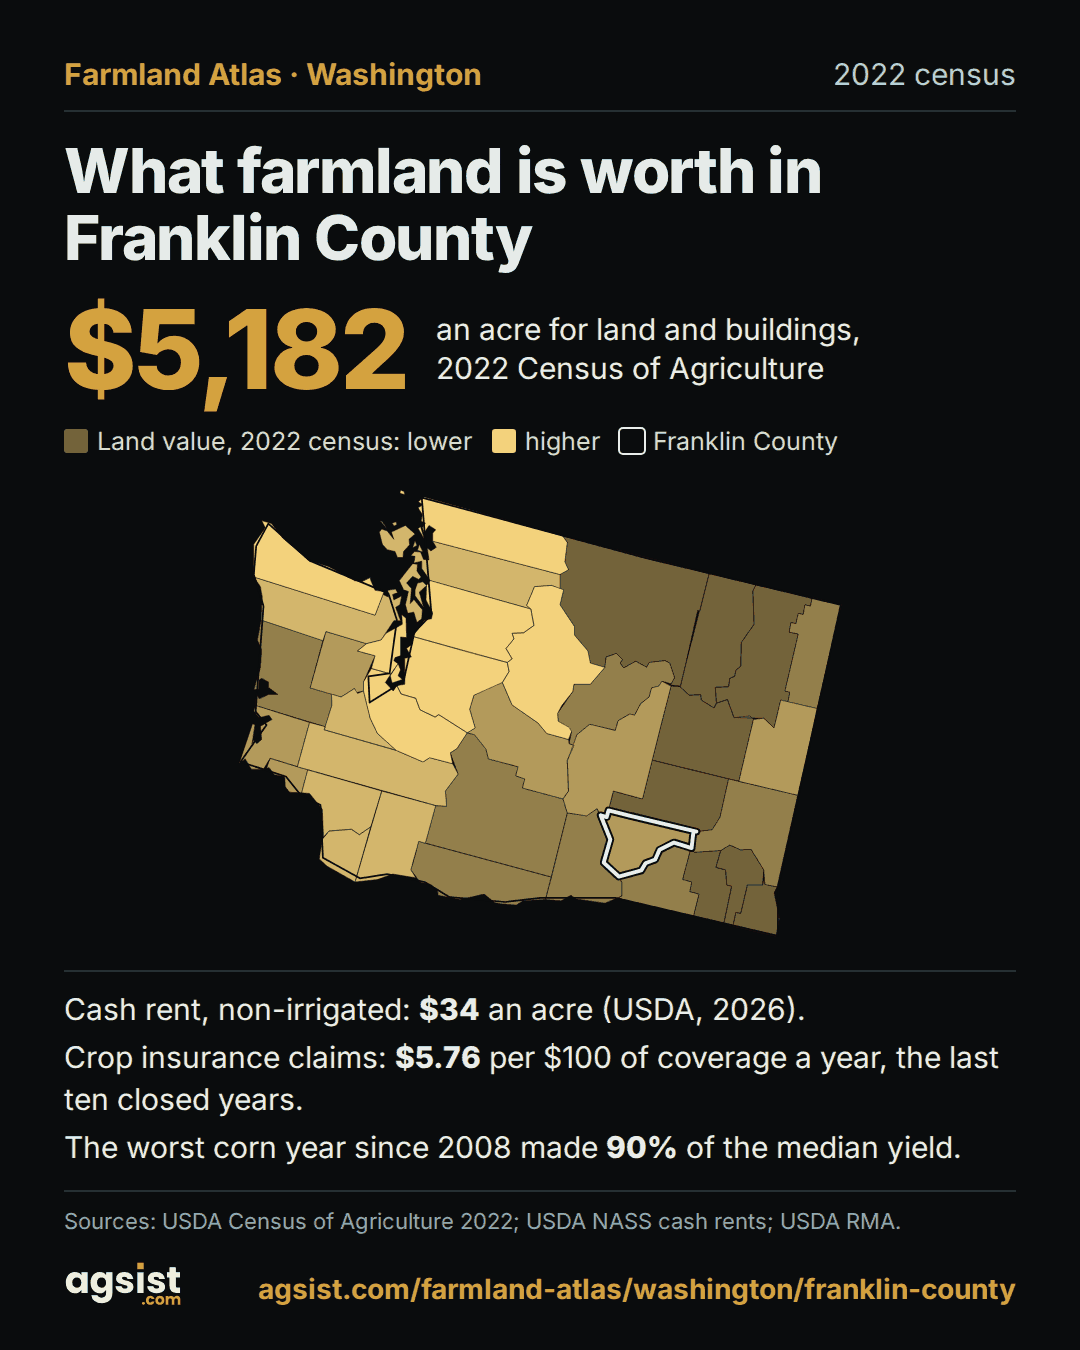 Farmland Atlas · Washington
2022 census
What farmland is worth in
Franklin County
$5,182
an acre for land and buildings,
2022 Census of Agriculture
Land value, 2022 census: lower
higher
Franklin County
Cash rent, non-irrigated: $34 an acre (USDA, 2026).
Crop insurance claims: $5.76 per $100 of coverage a year, the last
ten closed years.
The worst corn year since 2008 made 90% of the median yield.
Sources: USDA Census of Agriculture 2022; USDA NASS cash rents; USDA RMA.
agsist
.com
agsist.com/farmland-atlas/washington/franklin-county